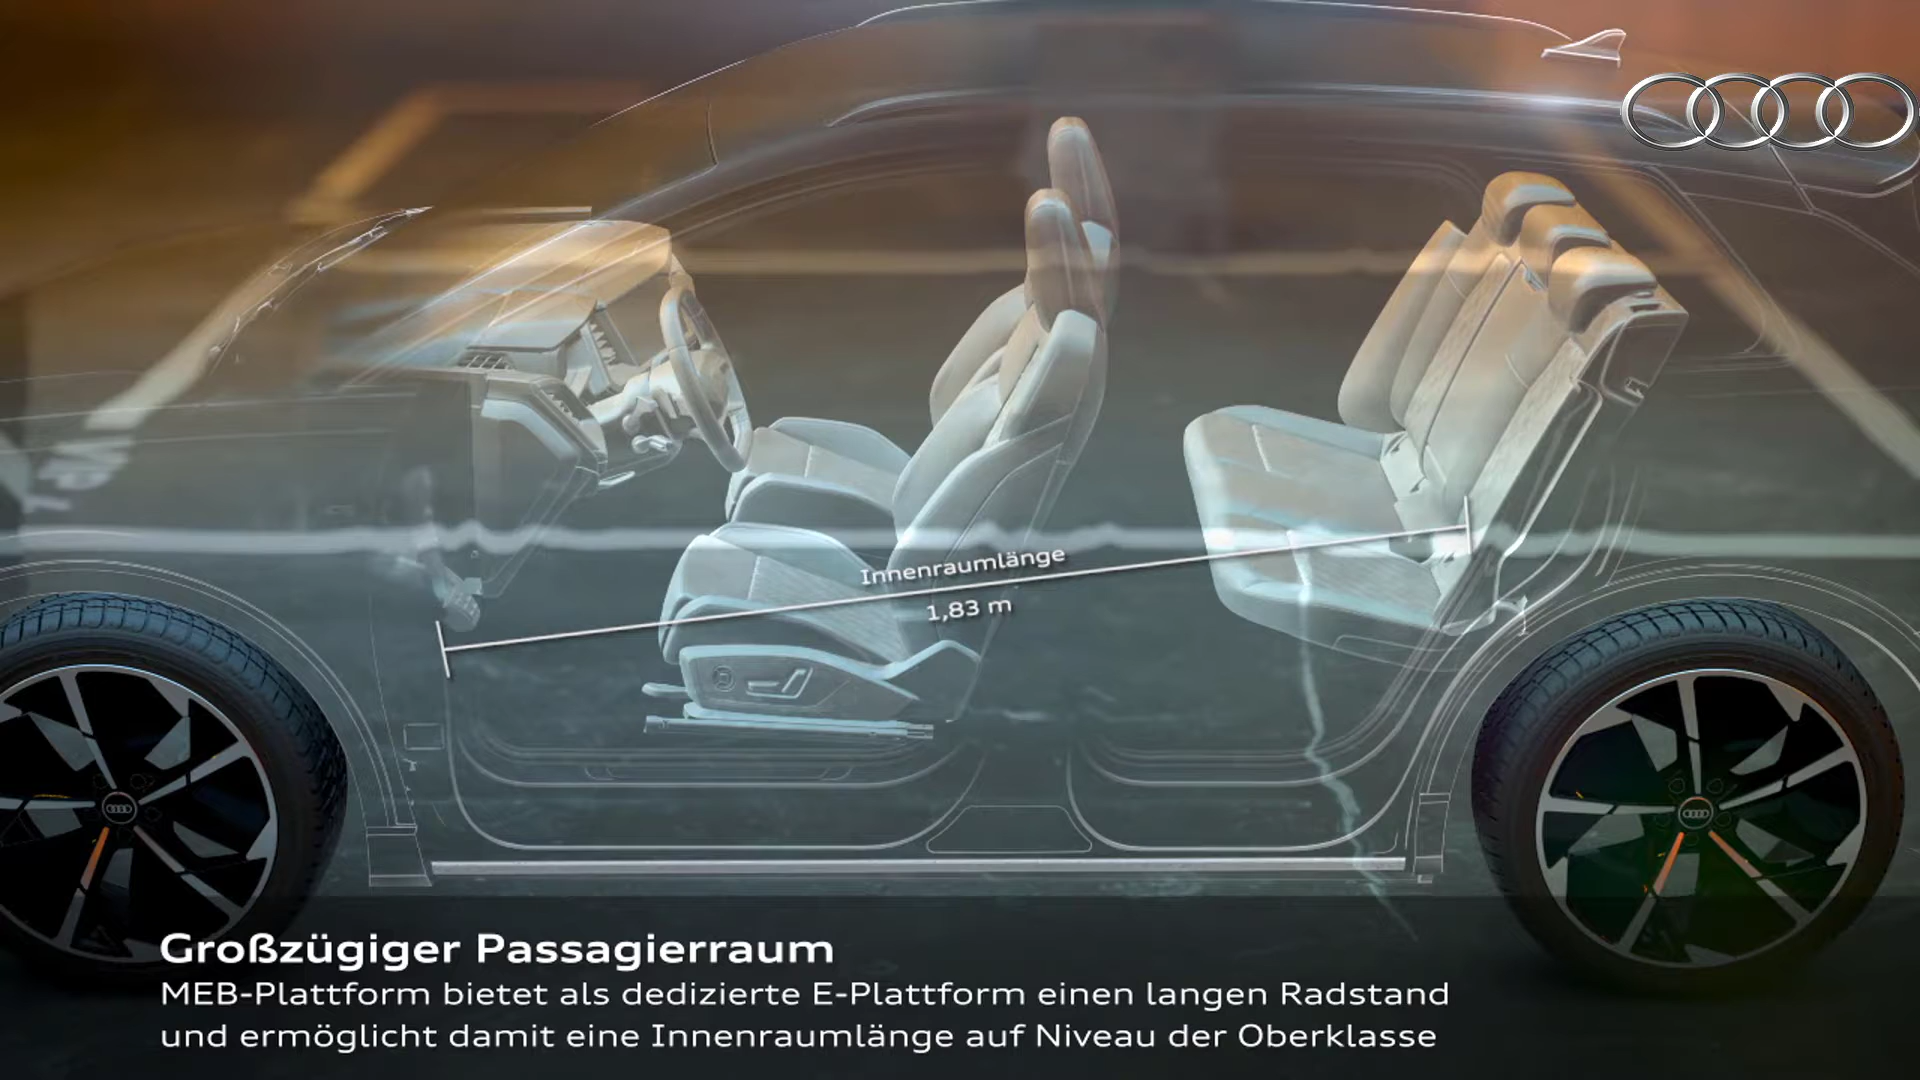 Innenraumlänge
1,83 m
Großzügiger Passagierraum
MEB-Plattform bietet als dedizierte E-Plattform einen langen Radstand
und ermöglicht damit eine Innenraumlänge auf Niveau der Oberklasse